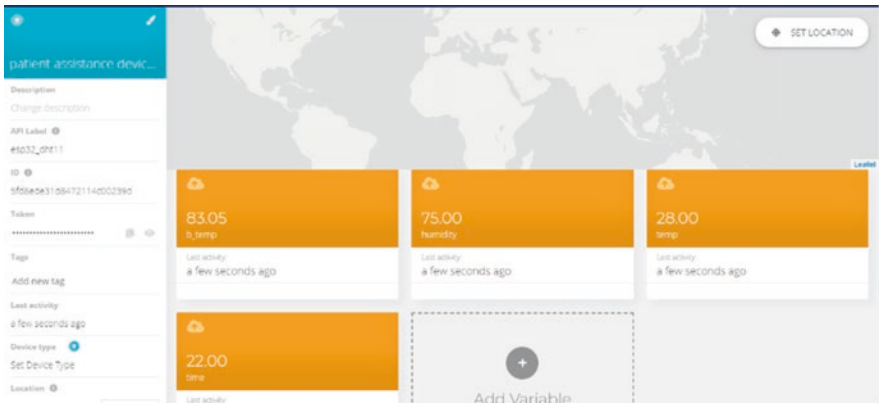 SET LOCATION
patient assistance devic...
Description
Change description
API Label
esp32_dht11
ID
Token
Tags
Add new tag
Last activity
a few seconds ago
Device type
Set Device Type
Location
Leaflet
83.05
b_temp
Last activity:
a few seconds ago
75.00
humidity
Last activity:
a few seconds ago
28.00
temp
Last activity:
a few seconds ago
22.00
time
Last activity:
Add Variable